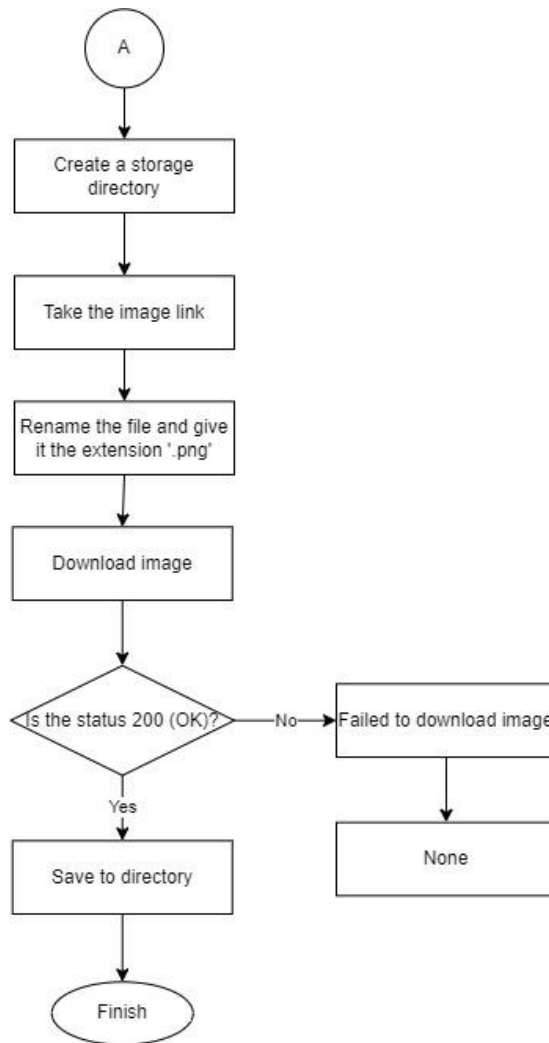 A
Create a storage
directory
Take the image link
Rename the file and give
it the extension '.png'
Download image
Is the status 200 (OK)?
No
Failed to download image
Yes
None
Save to directory
Finish